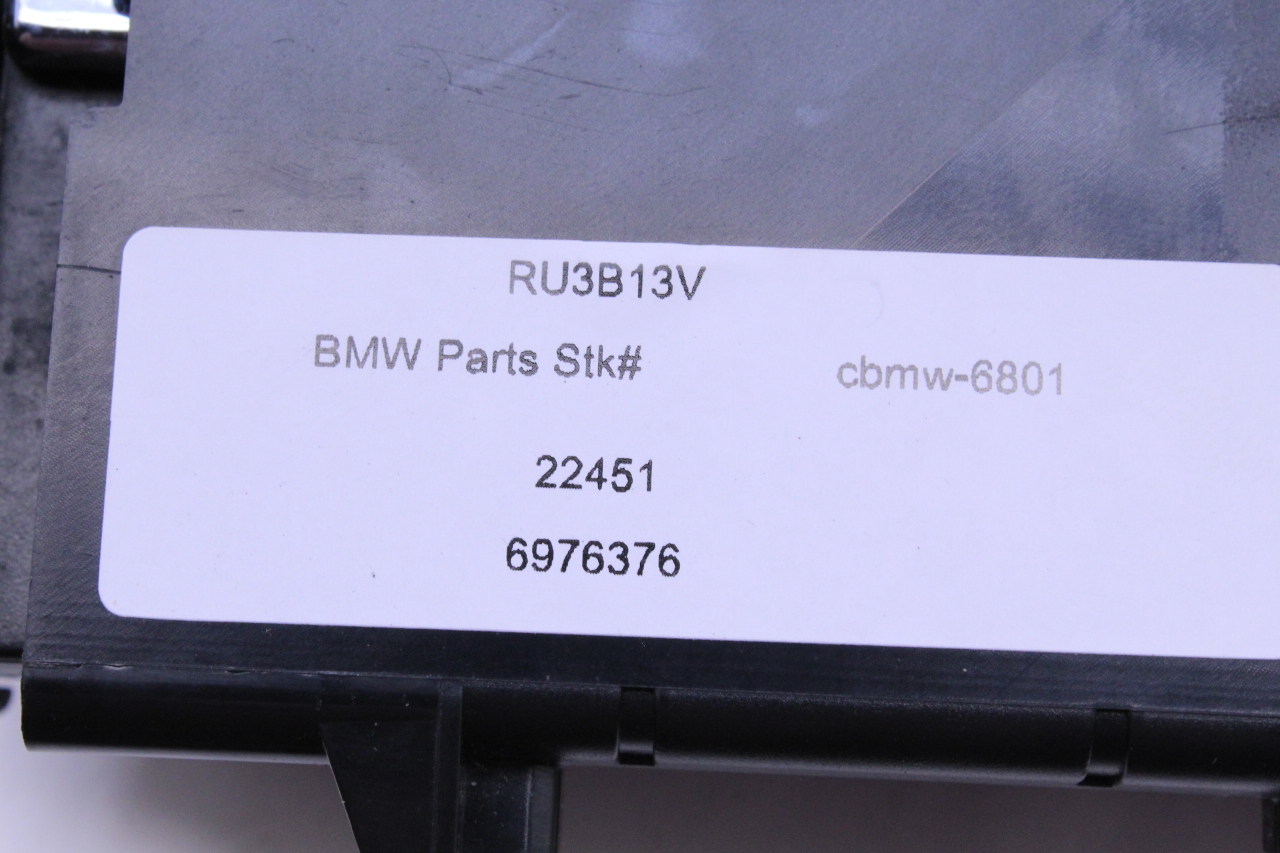 RU3B13V
BMW Parts Stk# cbmw-6801
22451
6976376